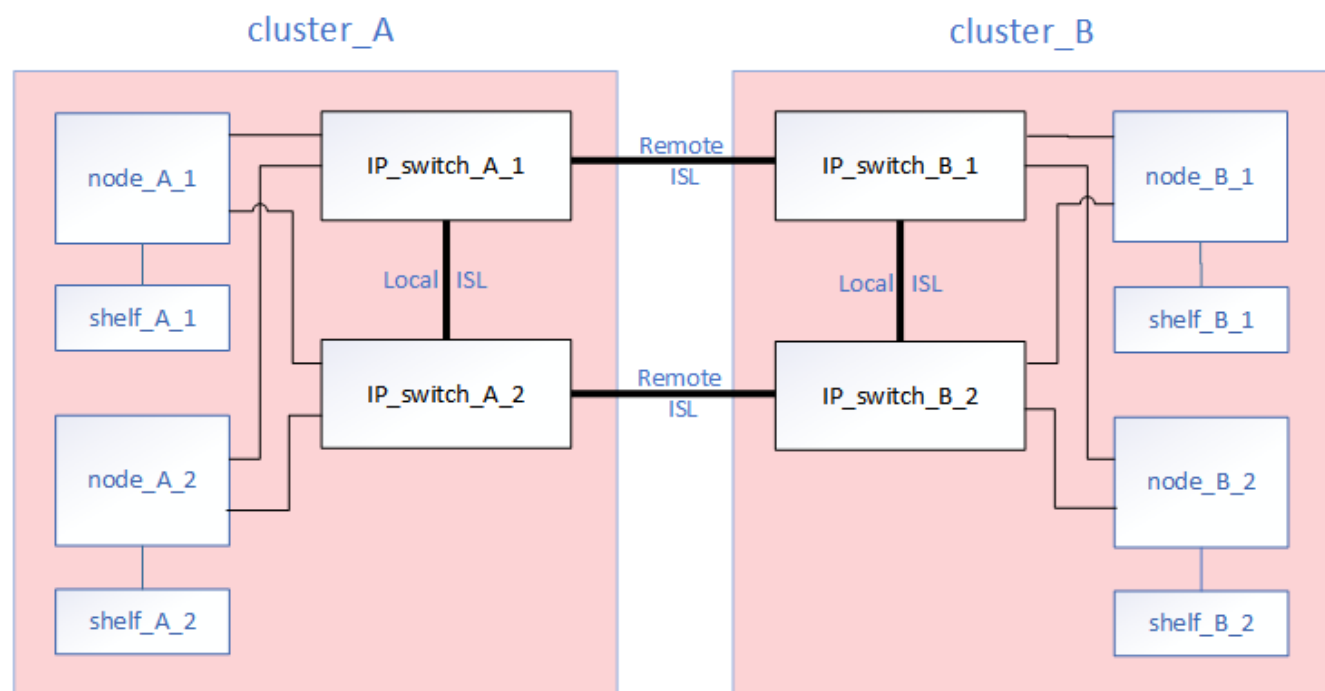 cluster_A
cluster_B
node_A_1
IP_switch_A_1
Remote
ISL
IP_switch_B_1
node_B_1
shelf_A_1
Local ISL
Local ISL
shelf_B_1
node_A_2
IP_switch_A_2
Remote
ISL
IP_switch_B_2
node_B_2
shelf_A_2
shelf_B_2